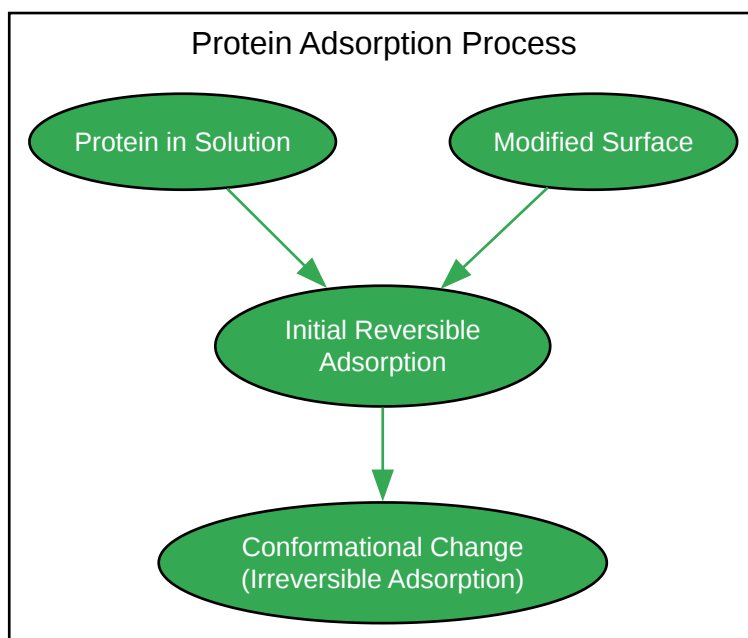 Protein Adsorption Process
Protein in Solution
Modified Surface
Initial Reversible
Adsorption
Conformational Change
(Irreversible Adsorption)